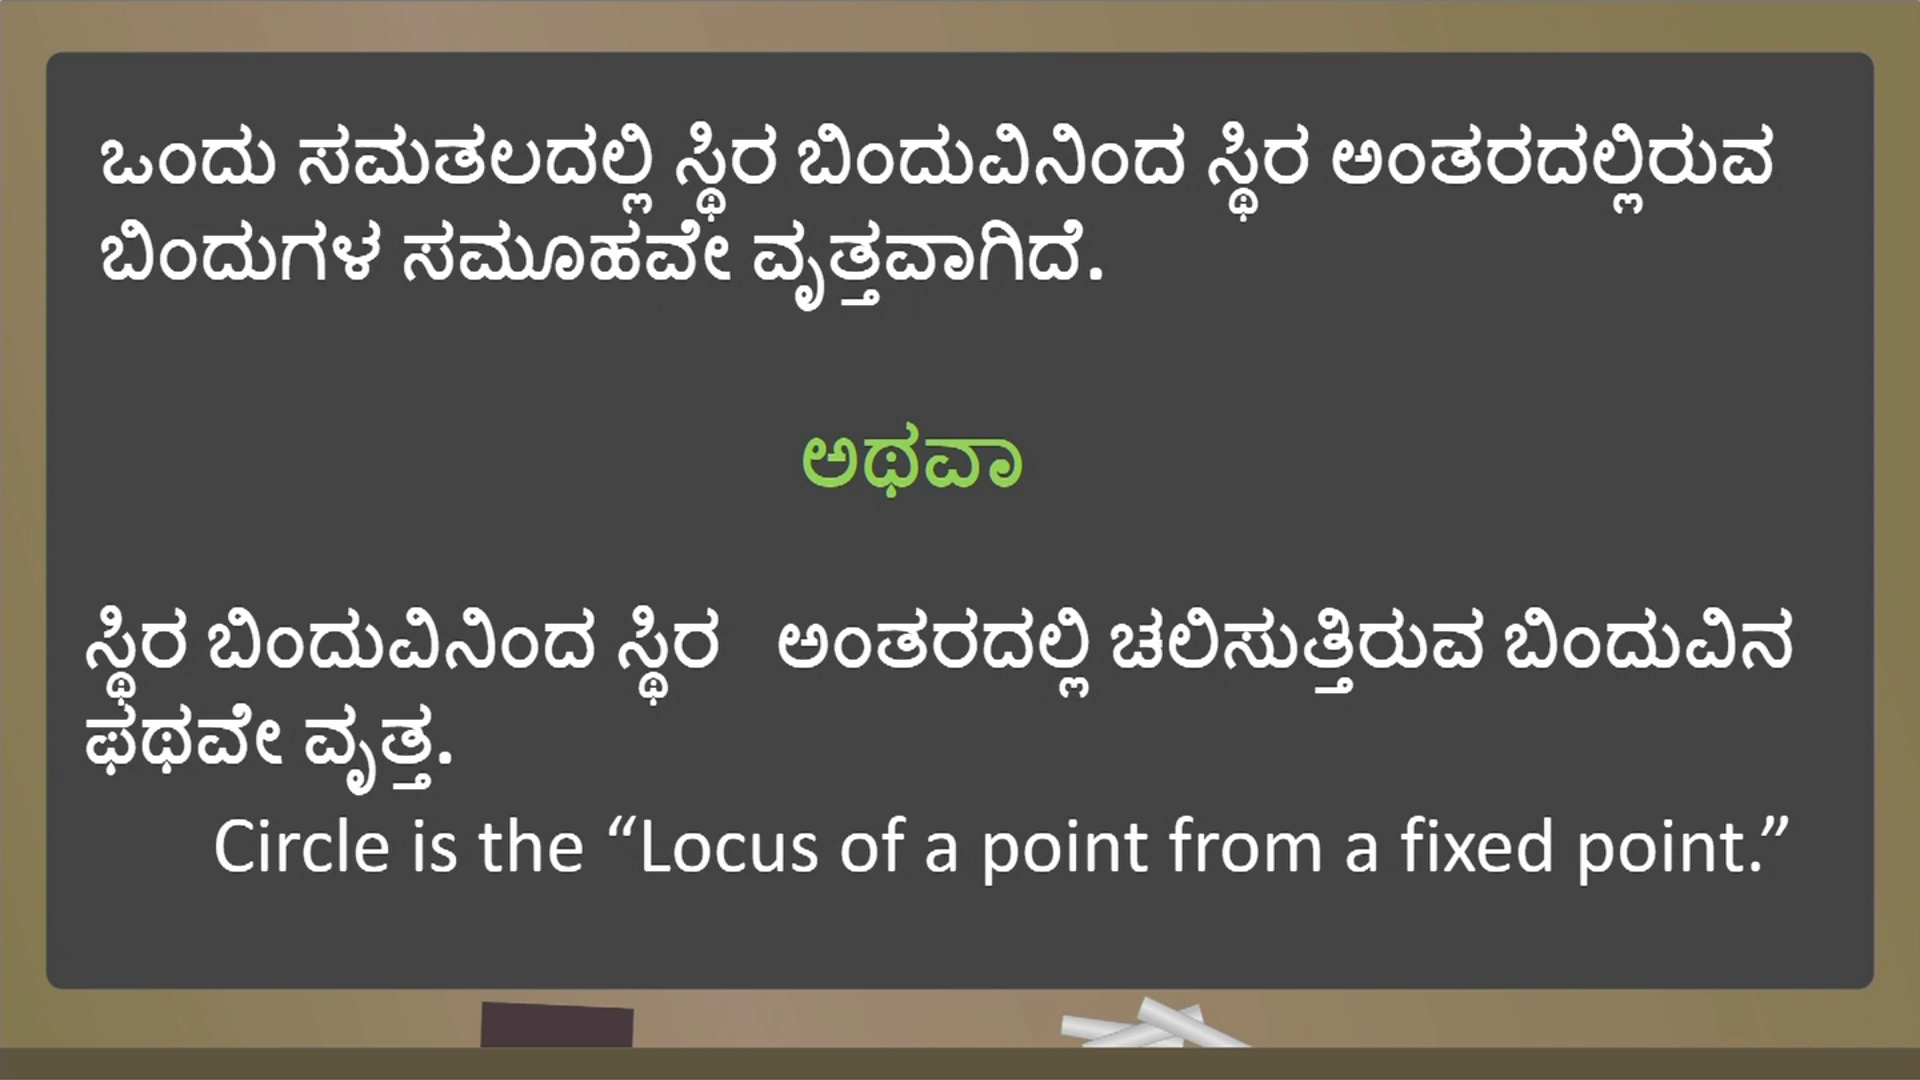 ಒಂದು ಸಮತಲದಲ್ಲಿ ಸ್ಥಿರ ಬಿಂದುವಿನಿಂದ ಸ್ಥಿರ ಅಂತರದಲ್ಲಿರುವ
ಬಿಂದುಗಳ ಸಮೂಹವೇ ವೃತ್ತವಾಗಿದೆ.
ಅಥವಾ
ಸ್ಥಿರ ಬಿಂದುವಿನಿಂದ ಸ್ಥಿರ ಅಂತರದಲ್ಲಿ ಚಲಿಸುತ್ತಿರುವ ಬಿಂದುವಿನ
ಫಥವೇ ವೃತ್ತ.
Circle is the “Locus of a point from a fixed point.”